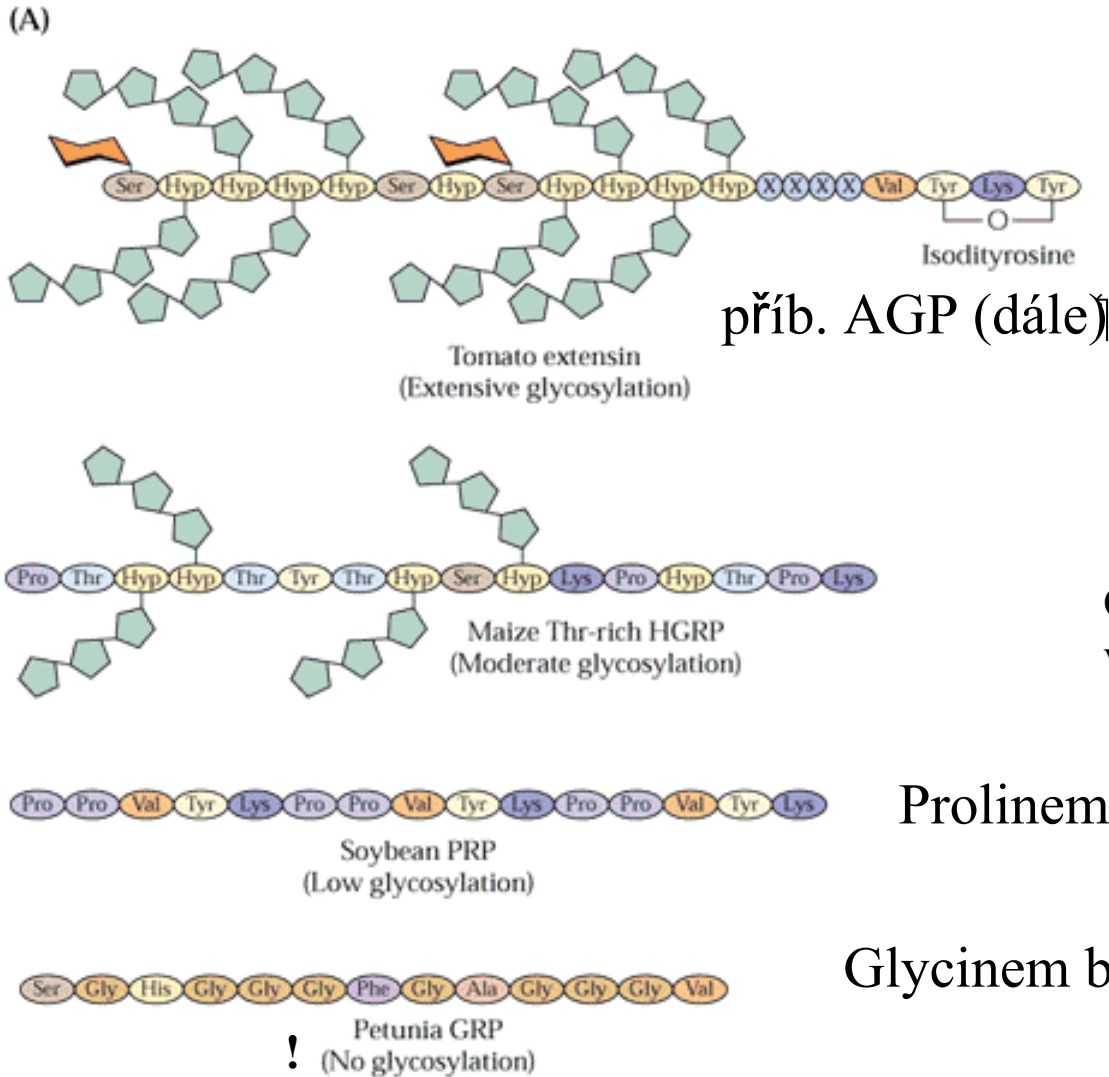 (A)
Ser Hyp Hyp Hyp Hyp Ser Hyp Ser Hyp Hyp Hyp Hyp X X X X Val Tyr Lys Tyr
O
Isodityrosine
příb. AGP (dále)
Tomato extensin
(Extensive glycosylation)
Pro Thr Hyp Hyp Thr Tyr Thr Hyp Ser Hyp Lys Pro Hyp Thr Pro Lys
Maize Thr-rich HGRP
(Moderate glycosylation)
Pro Pro Val Tyr Lys Pro Pro Val Tyr Lys Pro Pro Val Tyr Lys
Prolinem
Soybean PRP
(Low glycosylation)
Glycinem b
Ser Gly His Gly Gly Gly Phe Gly Ala Gly Gly Gly Val
Petunia GRP
! (No glycosylation)